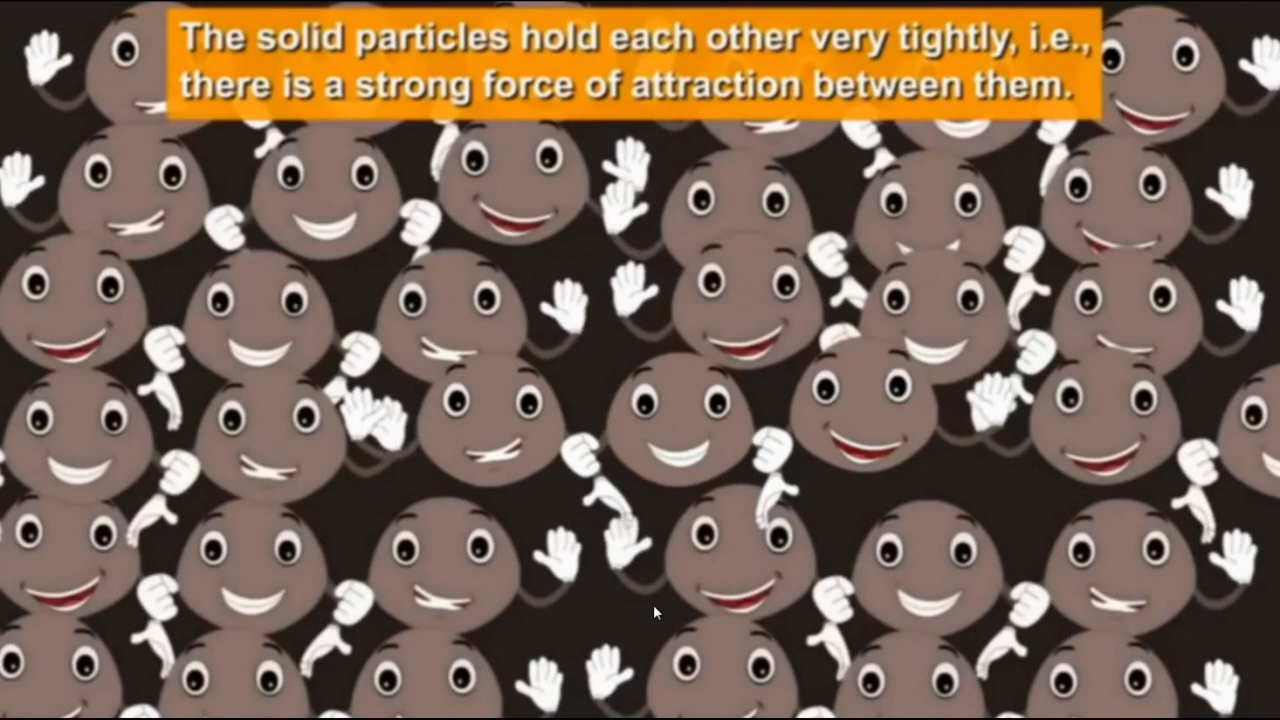 The solid particles hold each other very tightly, i.e.,
there is a strong force of attraction between them.